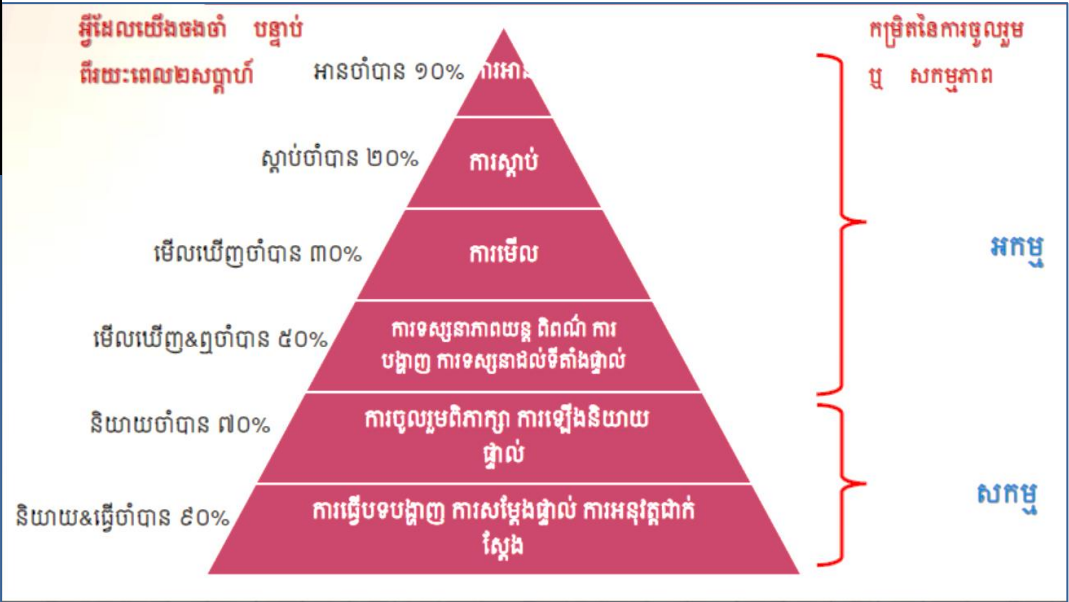 អ្វីដែលយើងចងចាំ បន្ទាប់
ពីរយៈពេល២សប្តាហ៍
កម្រិតនៃការចូលរួម
ឬ សកម្មភាព
អានចាំបាន ១០%
ការអាន
ស្តាប់ចាំបាន ២០%
ការស្តាប់
មើលឃើញចាំបាន ៣០%
ការមើល
អកម្ម
មើលឃើញ&ឮចាំបាន ៥០%
ការទស្សនាភាពយន្ត ពិពណ៌ ការ
បង្ហាញ ការទស្សនាដល់ទីតាំងផ្ទាល់
និយាយចាំបាន ៧០%
ការចូលរួមពិភាក្សា ការឡើងនិយាយ
ផ្ទាល់
សកម្ម
និយាយ&ធ្វើចាំបាន ៩០%
ការធ្វើបទបង្ហាញ ការសម្តែងផ្ទាល់ ការអនុវត្តជាក់
ស្តែង